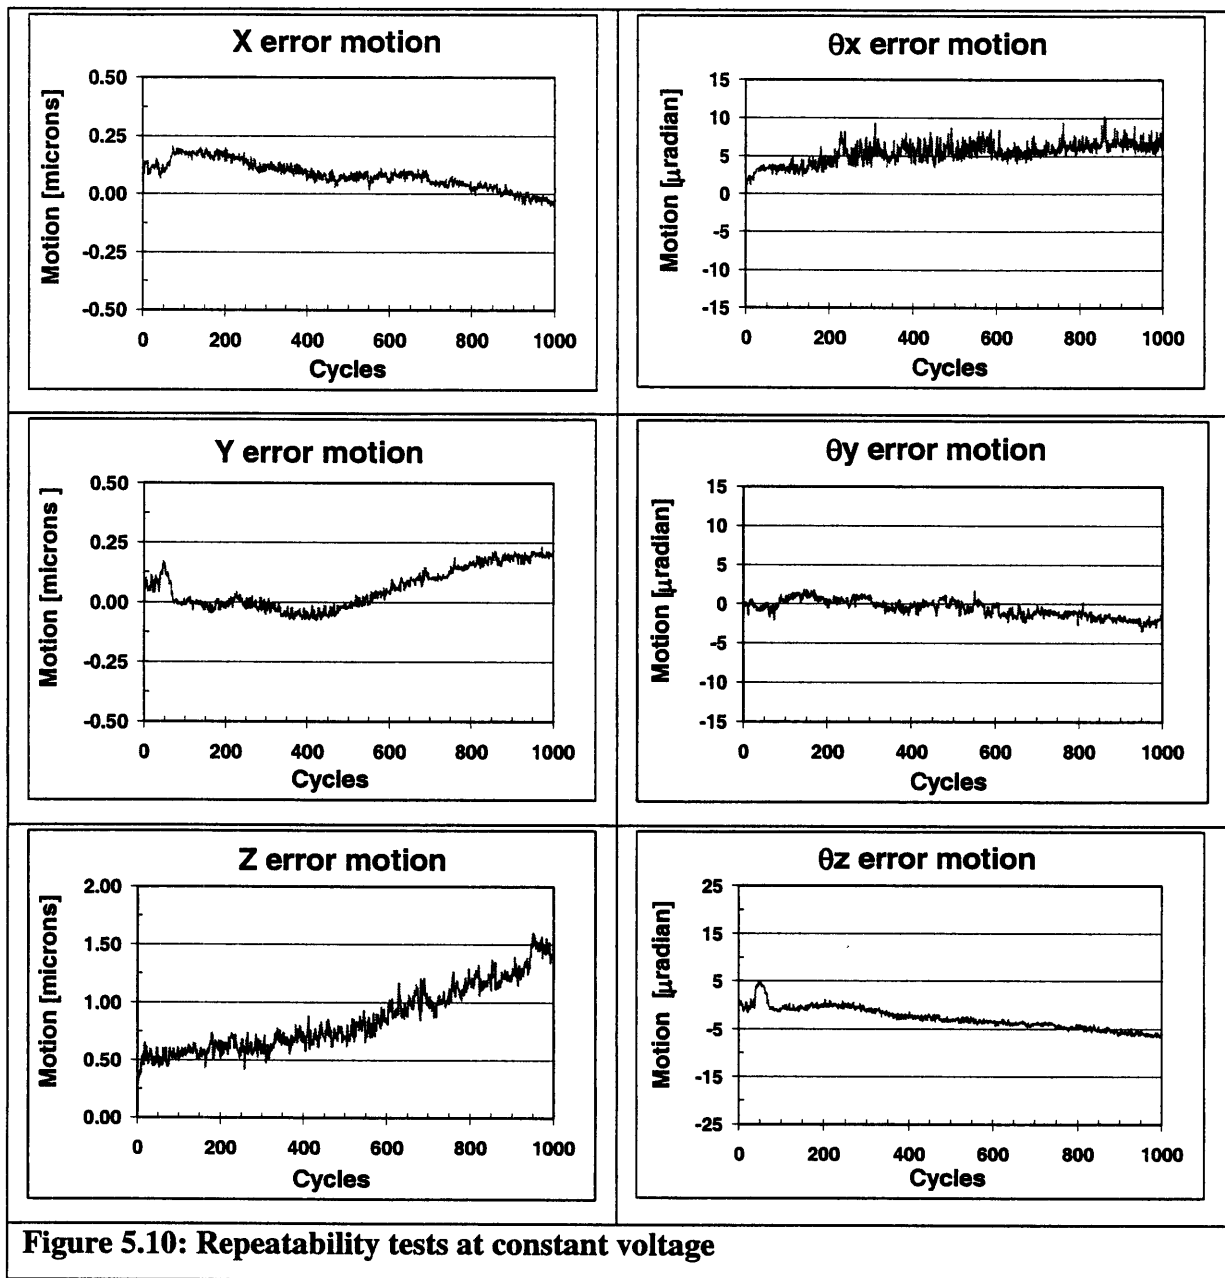 X error motion
Motion [microns]
0.50
0.25
0.00
-0.25
-0.50
0 200 400 600 800 1000
Cycles
θx error motion
Motion [μradian]
15
10
5
0
-5
-10
-15
0 200 400 600 800 1000
Cycles
Y error motion
Motion [microns ]
0.50
0.25
0.00
-0.25
-0.50
0 200 400 600 800 1000
Cycles
θy error motion
Motion [μradian]
15
10
5
0
-5
-10
-15
0 200 400 600 800 1000
Cycles
Z error motion
Motion [microns]
2.00
1.50
1.00
0.50
0.00
0 200 400 600 800 1000
Cycles
θz error motion
Motion [μradian]
25
15
5
-5
-15
-25
0 200 400 600 800 1000
Cycles
Figure 5.10: Repeatability tests at constant voltage